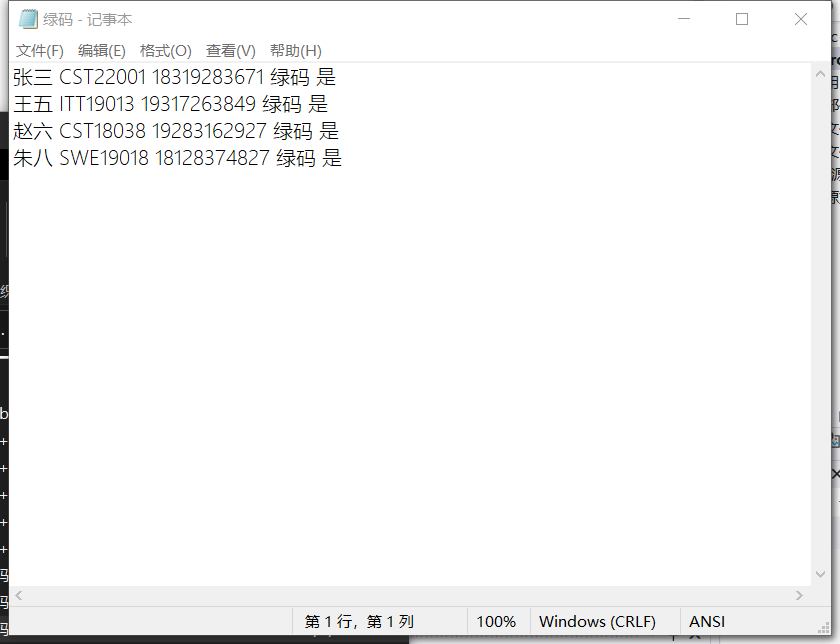 绿码 - 记事本
文件(F) 编辑(E) 格式(O) 查看(V) 帮助(H)
张三 CST22001 18319283671 绿码 是
王五 ITT19013 19317263849 绿码 是
赵六 CST18038 19283162927 绿码 是
朱八 SWE19018 18128374827 绿码 是
第 1 行，第 1 列 100% Windows (CRLF) ANSI